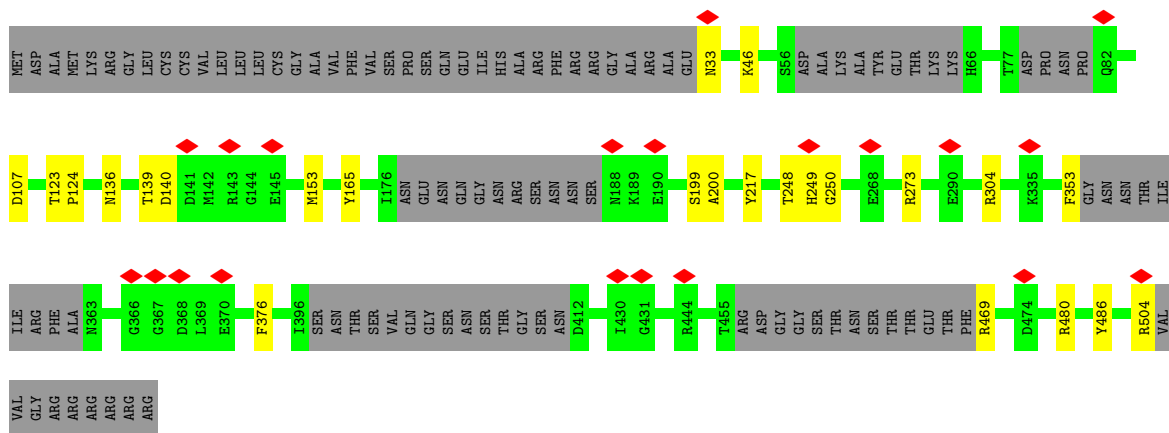 MET ASP ALA MET LYS ARG GLY LEU CYS CYS VAL LEU LEU LEU CYS GLY ALA VAL PHE VAL SER PRO SER GLN GLU ILE HIS ALA ARG PHE ARG ARG GLY ALA ARG ALA GLU N33 K46 S56 ASP ALA LYS ALA TYR GLU THR LYS LYS H66 T77 ASP PRO ASN PRO Q82
D107 T123 P124 N136 T139 D140 D141 M142 R143 G144 E145 M153 Y165 I176 ASN GLU ASN GLN GLY ASN ARG SER ASN ASN SER N188 K189 E190 S199 A200 Y217 T248 H249 G250 E268 R273 E290 R304 K335 F353 GLY ASN ASN THR ILE
ILE ARG PHE ALA N363 G366 G367 D368 L369 E370 F376 I396 SER ASN THR SER VAL GLN GLY SER ASN SER THR GLY SER ASN D412 I430 G431 R444 T455 ARG ASP GLY GLY SER THR ASN SER THR THR GLU THR PHE R469 D474 R480 Y486 R504 VAL
VAL GLY ARG ARG ARG ARG ARG ARG